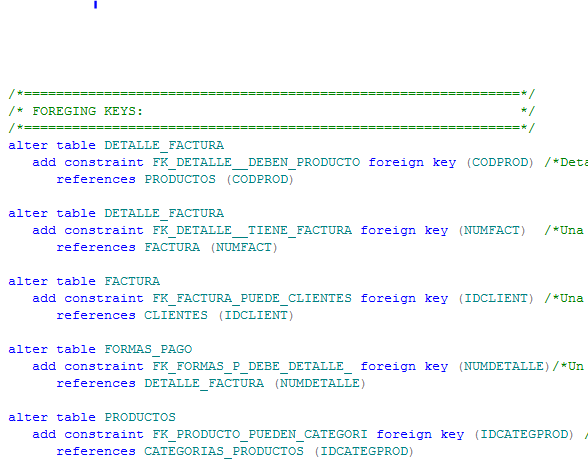 /*==============================================================*/
/* FOREGING KEYS:                                               */
/*==============================================================*/
alter table DETALLE_FACTURA
   add constraint FK_DETALLE__DEBEN_PRODUCTO foreign key (CODPROD) /*Deta
      references PRODUCTOS (CODPROD)
alter table DETALLE_FACTURA
   add constraint FK_DETALLE__TIENE_FACTURA foreign key (NUMFACT)  /*Una
      references FACTURA (NUMFACT)
alter table FACTURA
   add constraint FK_FACTURA_PUEDE_CLIENTES foreign key (IDCLIENT) /*Una
      references CLIENTES (IDCLIENT)
alter table FORMAS_PAGO
   add constraint FK_FORMAS_P_DEBE_DETALLE_ foreign key (NUMDETALLE)/*Un
      references DETALLE_FACTURA (NUMDETALLE)
alter table PRODUCTOS
   add constraint FK_PRODUCTO_PUEDEN_CATEGORI foreign key (IDCATEGPROD) /
      references CATEGORIAS_PRODUCTOS (IDCATEGPROD)